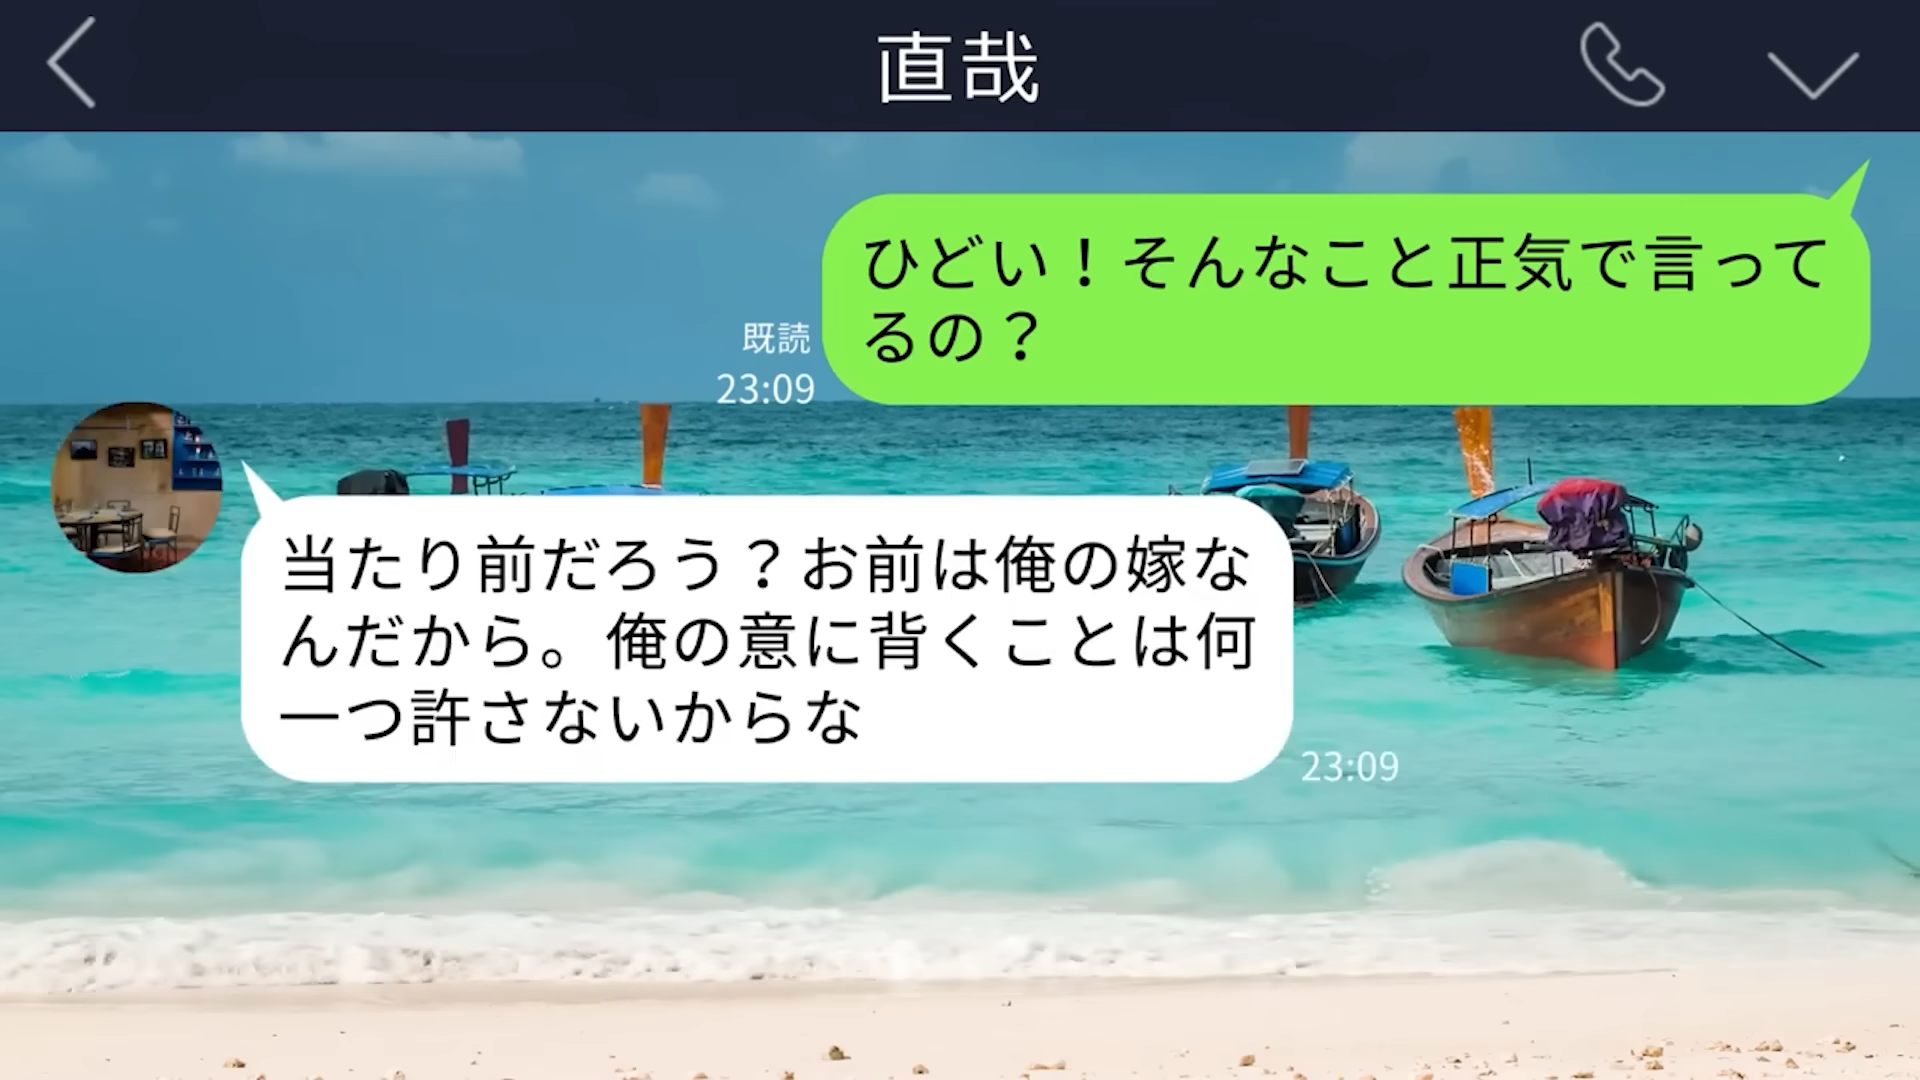 直哉
ひどい！そんなこと正気で言って
るの？
既読
23:09
当たり前だろう？お前は俺の嫁な
んだから。俺の意に背くことは何
一つ許さないからな
23:09